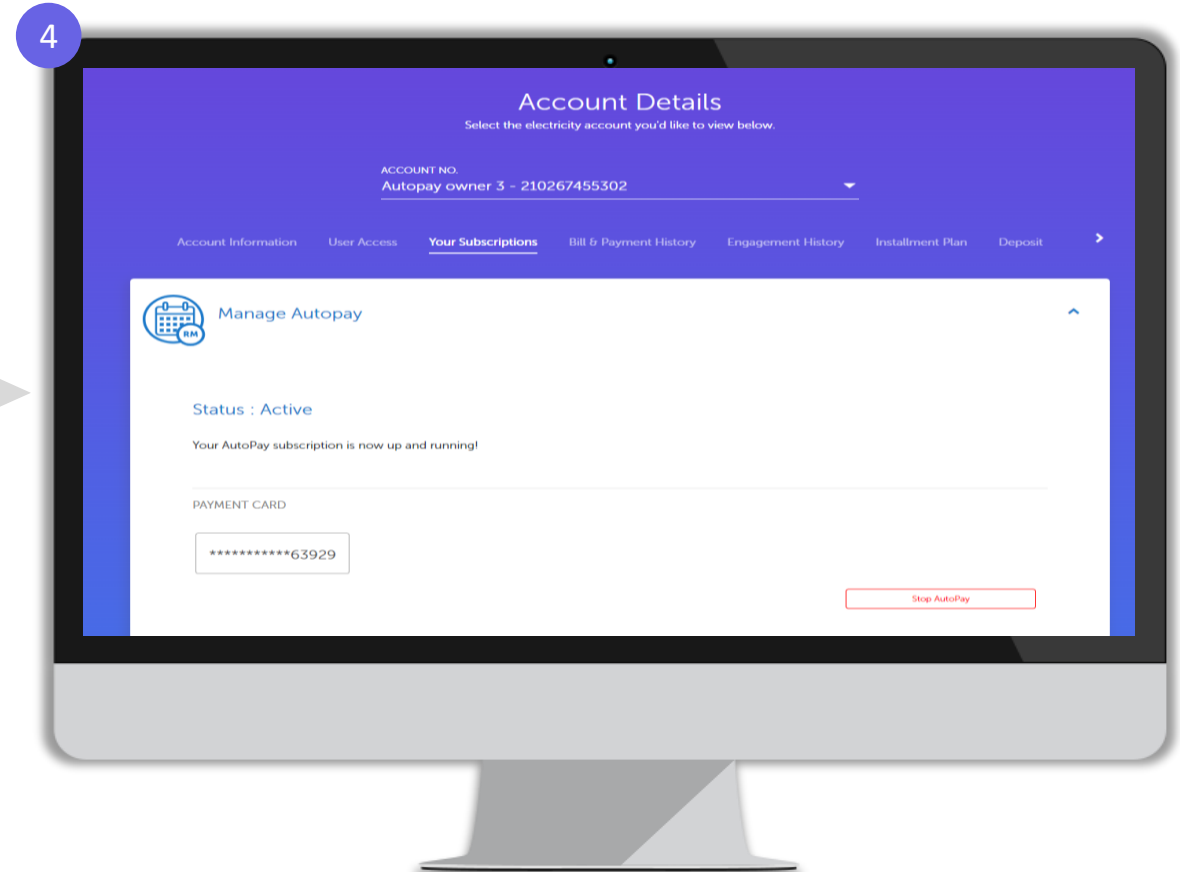 4
Account Details
Select the electricity account you'd like to view below.
ACCOUNT NO.
Autopay owner 3 - 210267455302
Account Information User Access Your Subscriptions Bill & Payment History Engagement History Installment Plan Deposit
Manage Autopay
RM
Status : Active
Your AutoPay subscription is now up and running!
PAYMENT CARD
***********63929
Stop AutoPay